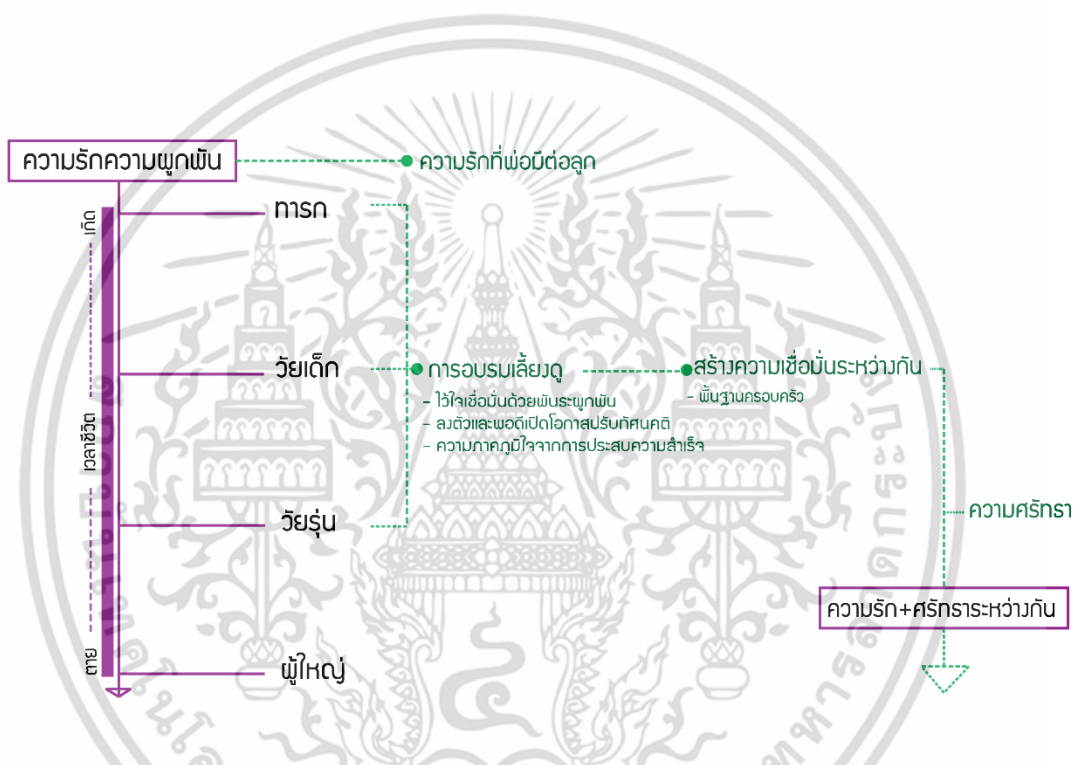 ความรักความผูกพัน
ความรักที่พ่อมีต่อลูก
เกิด
ทารก
วัยเด็ก
การอบรมเลี้ยงดู
- ไว้ใจเชื่อมั่นด้วยพันธะผูกพัน
- ลงตัวและพอดีเปิดโอกาสปรับทัศนคติ
- ความภาคภูมิใจจากการประสบความสำเร็จ
สร้างความเชื่อมั่นระหว่างกัน
- พื้นฐานครอบครัว
เวลาชีวิต
วัยรุ่น
ความศรัทธา
ความรัก+ศรัทธาระหว่างกัน
ตาย
ผู้ใหญ่